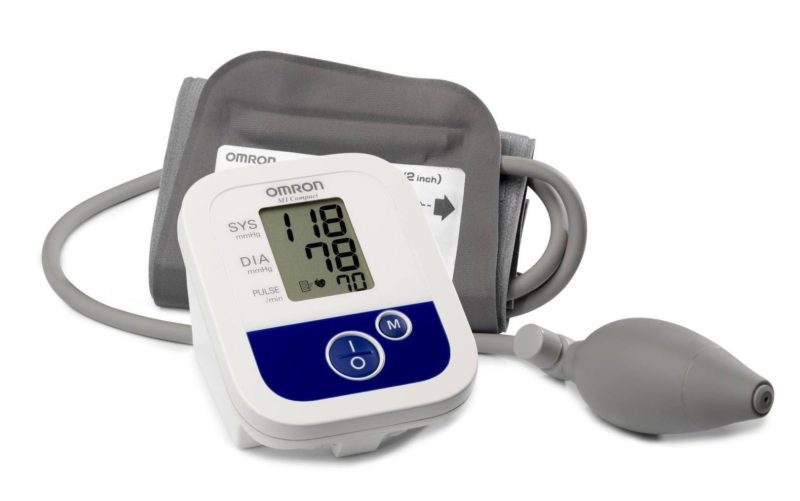 OMRON
(2 inch)
OMRON
M1 Compact
SYS
mmHg
118
DIA
mmHg
78
PULSE
/min
70
M
I
O